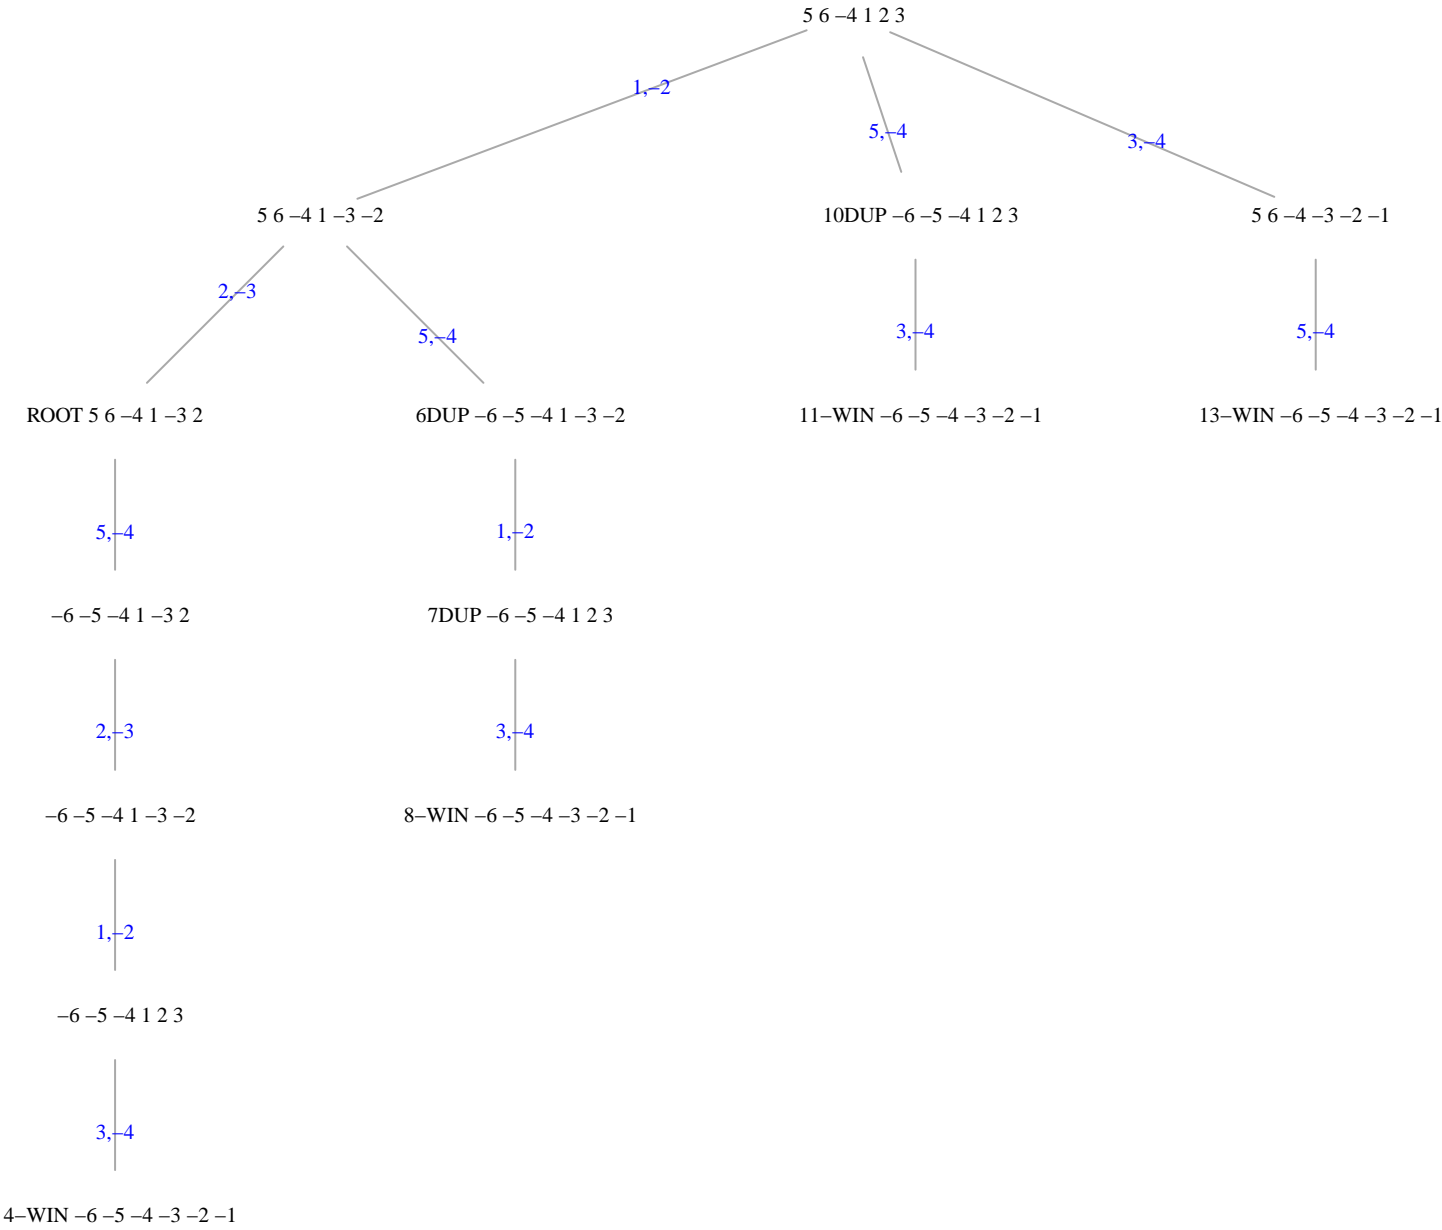 5 6 –4 1 2 3
1,–2
5,–4
3,–4
5 6 –4 1 –3 –2
10DUP –6 –5 –4 1 2 3
5 6 –4 –3 –2 –1
2,–3
5,–4
3,–4
5,–4
ROOT 5 6 –4 1 –3 2
6DUP –6 –5 –4 1 –3 –2
11–WIN –6 –5 –4 –3 –2 –1
13–WIN –6 –5 –4 –3 –2 –1
5,–4
1,–2
–6 –5 –4 1 –3 2
7DUP –6 –5 –4 1 2 3
2,–3
3,–4
–6 –5 –4 1 –3 –2
8–WIN –6 –5 –4 –3 –2 –1
1,–2
–6 –5 –4 1 2 3
3,–4
4–WIN –6 –5 –4 –3 –2 –1